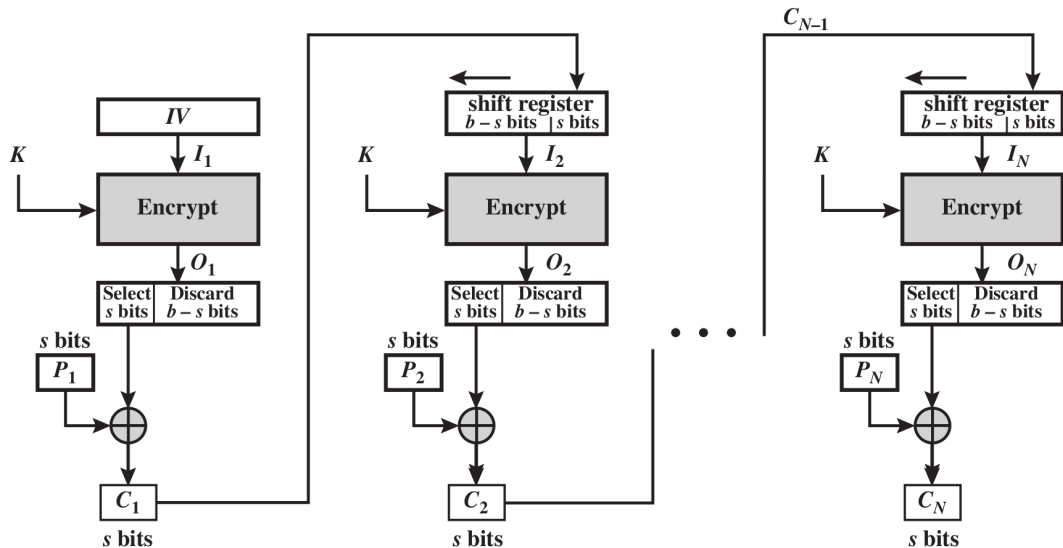 C_{N–1}
IV
shift register
b – s bits | s bits
shift register
b – s bits | s bits
K
I_1
K
I_2
K
I_N
Encrypt
Encrypt
Encrypt
O_1
O_2
O_N
Select
s bits
Discard
b – s bits
Select
s bits
Discard
b – s bits
Select
s bits
Discard
b – s bits
• • •
s bits
P_1
s bits
P_2
s bits
P_N
C_1
s bits
C_2
s bits
C_N
s bits